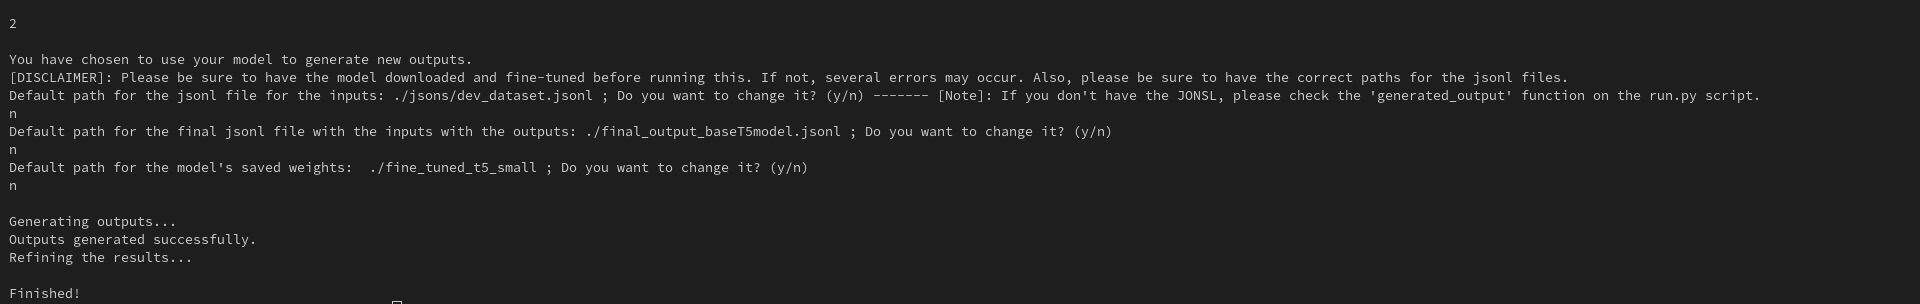 2
You have chosen to use your model to generate new outputs.
[DISCLAIMER]: Please be sure to have the model downloaded and fine-tuned before running this. If not, several errors may occur. Also, please be sure to have the correct paths for the jsonl files.
Default path for the jsonl file for the inputs: ./jsons/dev_dataset.jsonl ; Do you want to change it? (y/n) ------- [Note]: If you don't have the JONSL, please check the 'generated_output' function on the run.py script.
n
Default path for the final jsonl file with the inputs with the outputs: ./final_output_baseT5model.jsonl ; Do you want to change it? (y/n)
n
Default path for the model's saved weights:  ./fine_tuned_t5_small ; Do you want to change it? (y/n)
n
Generating outputs...
Outputs generated successfully.
Refining the results...
Finished!